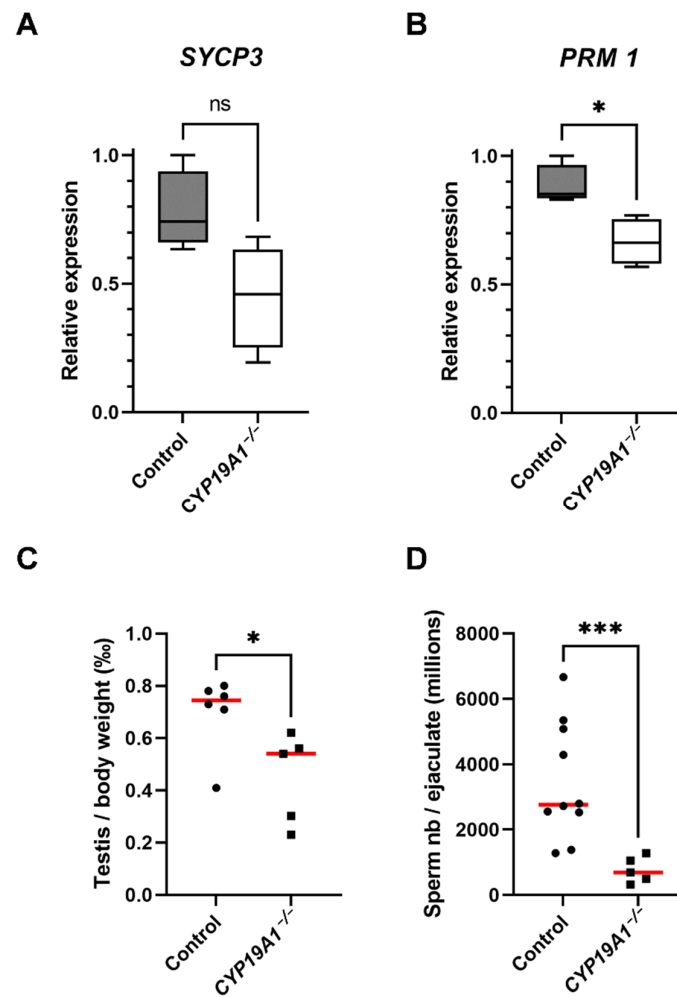 A
SYCP3
ns
Relative expression
1.0
0.5
0.0
Control
CYP19A1-/-
B
PRM 1
*
Relative expression
1.0
0.5
0.0
Control
CYP19A1-/-
C
*
Testis / body weight (‰)
1.0
0.8
0.6
0.4
0.2
0.0
Control
CYP19A1-/-
D
***
Sperm nb / ejaculate (millions)
8000
6000
4000
2000
0
Control
CYP19A1-/-